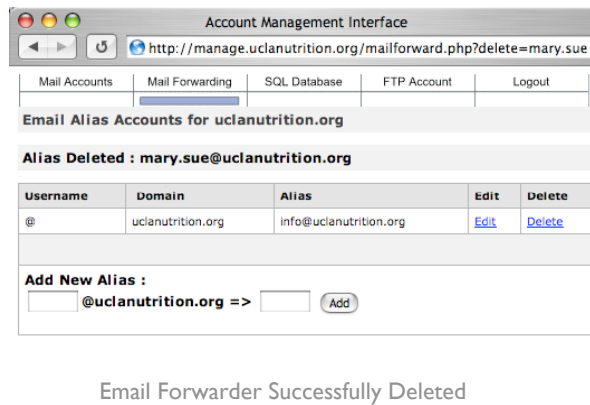 Account Management Interface
http://manage.uclanutrition.org/mailforward.php?delete=mary.sue
Mail Accounts Mail Forwarding SQL Database FTP Account Logout
Email Alias Accounts for uclanutrition.org
Alias Deleted : mary.sue@uclanutrition.org
Username Domain Alias Edit Delete
@ uclanutrition.org info@uclanutrition.org Edit Delete
Add New Alias :
@uclanutrition.org => Add
Email Forwarder Successfully Deleted